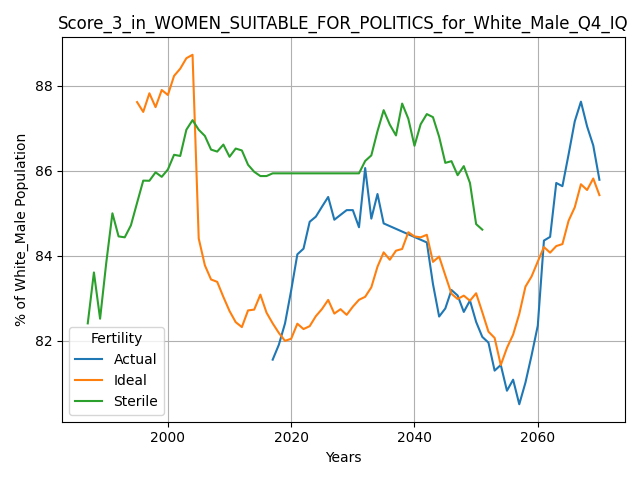 Score_3_in_WOMEN_SUITABLE_FOR_POLITICS_for_White_Male_Q4_IQ
% of White_Male Population
88
86
84
82
Fertility
Actual
Ideal
Sterile
2000 2020 2040 2060
Years